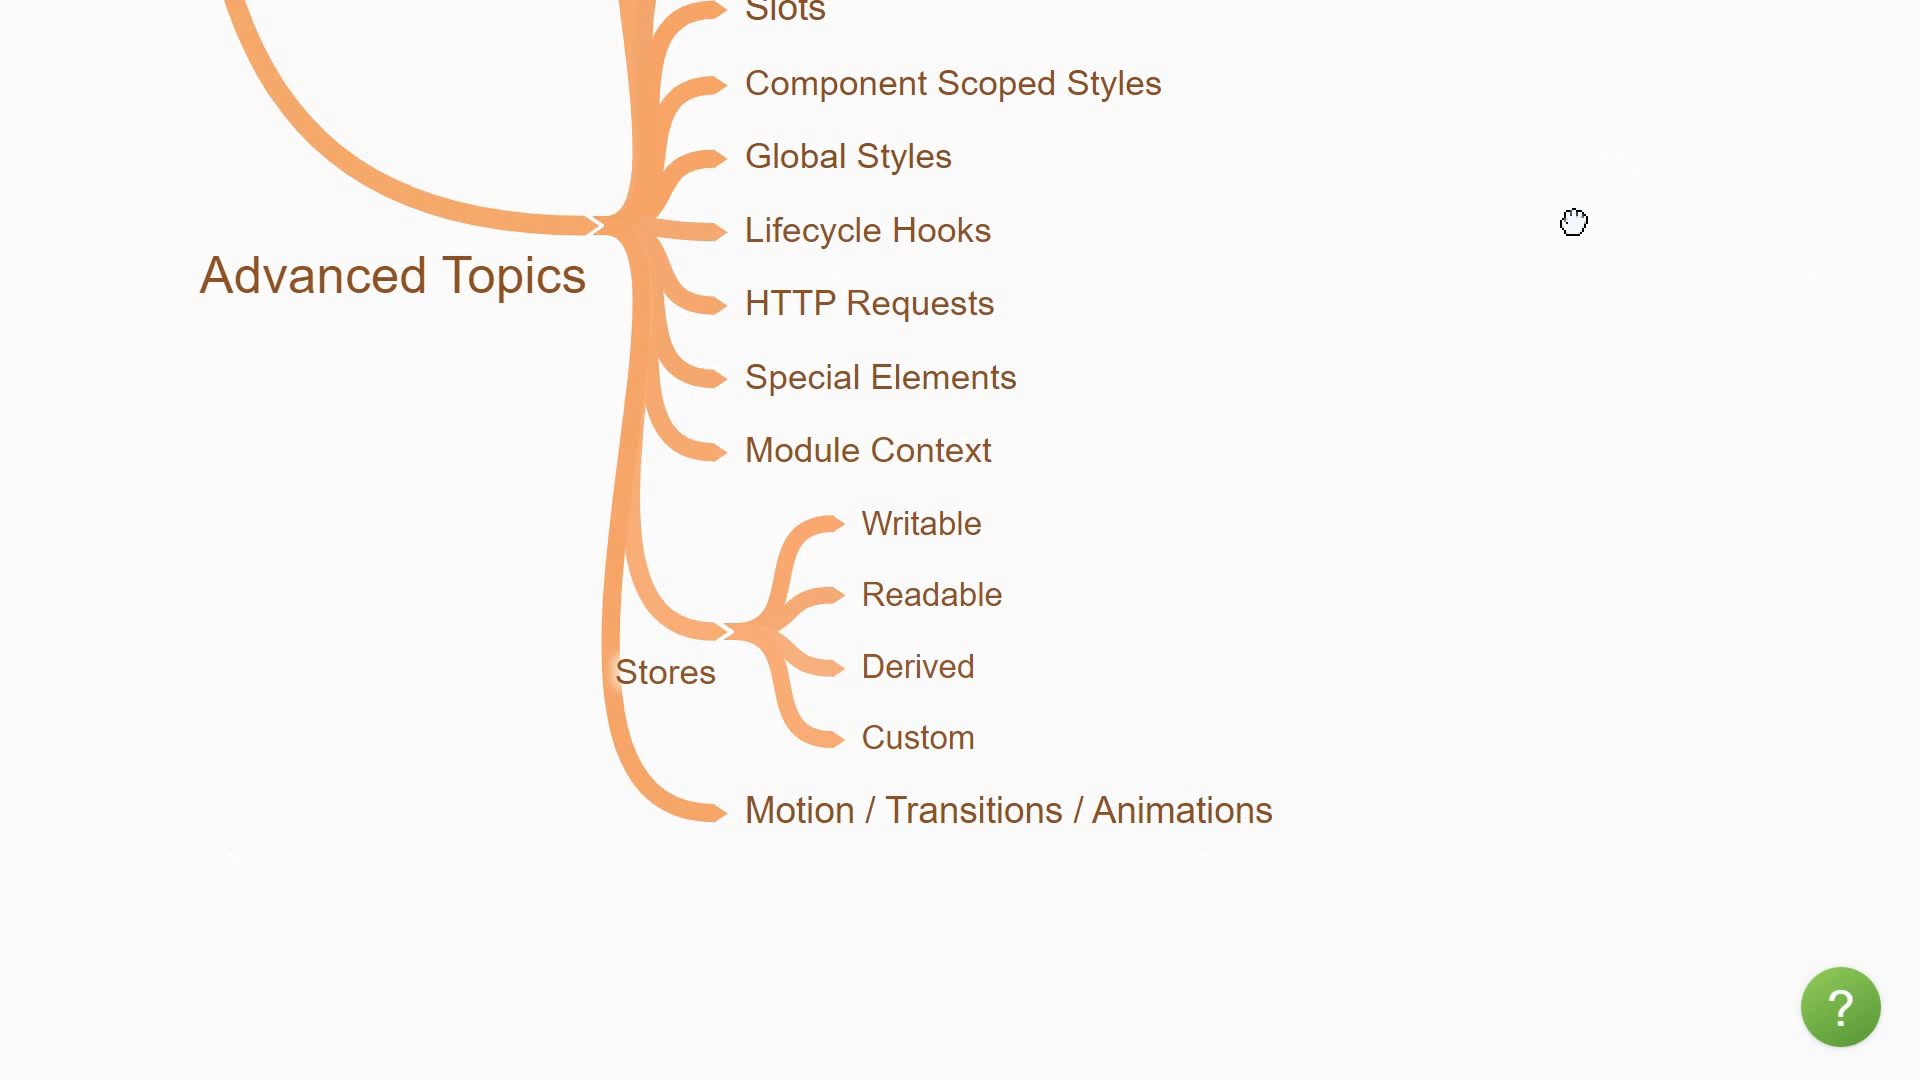 Slots
Component Scoped Styles
Global Styles
Lifecycle Hooks
Advanced Topics
HTTP Requests
Special Elements
Module Context
Writable
Readable
Derived
Stores
Custom
Motion / Transitions / Animations
?